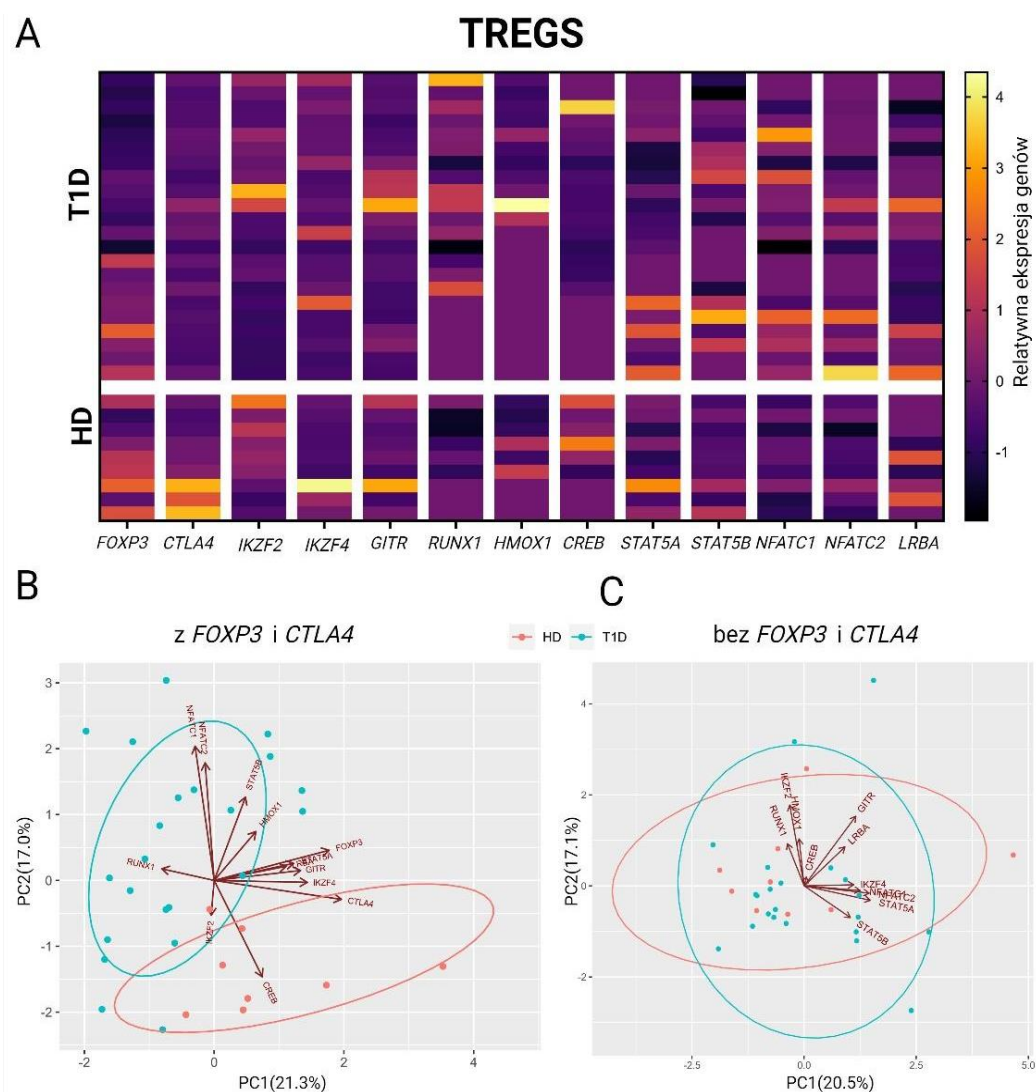 A
TREGS
T1D
HD
4
3
2
1
0
-1
Relatywna ekspresja genów
FOXP3 CTLA4 IKZF2 IKZF4 GITR RUNX1 HMOX1 CREB STAT5A STAT5B NFATC1 NFATC2 LRBA
B
C
z FOXP3 i CTLA4
HD T1D
bez FOXP3 i CTLA4
3
2
1
0
-1
-2
PC2(17.0%)
NFATC1
NFATC2
STAT5B
HMOX1
FOXP3
STAT5A
GITR
IKZF4
CTLA4
RUNX1
IKZF2
CREB
-2 0 2 4
PC1(21.3%)
4
2
0
-2
PC2(17.1%)
IKZF2
HMOX1
RUNX1
CREB
GITR
LRBA
IKZF4
NFATC1
NFATC2
STAT5A
STAT5B
-2.5 0.0 2.5 5.0
PC1(20.5%)